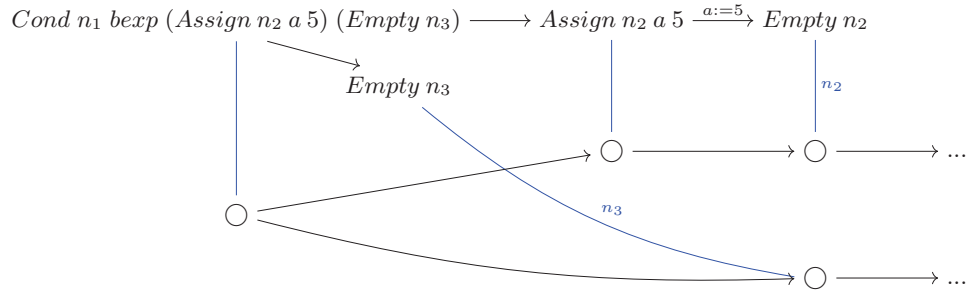 Cond n₁ bexp (Assign n₂ a 5) (Empty n₃) Assign n₂ a 5 a:=5 Empty n₂
Empty n₃
n₂
...
n₃
...